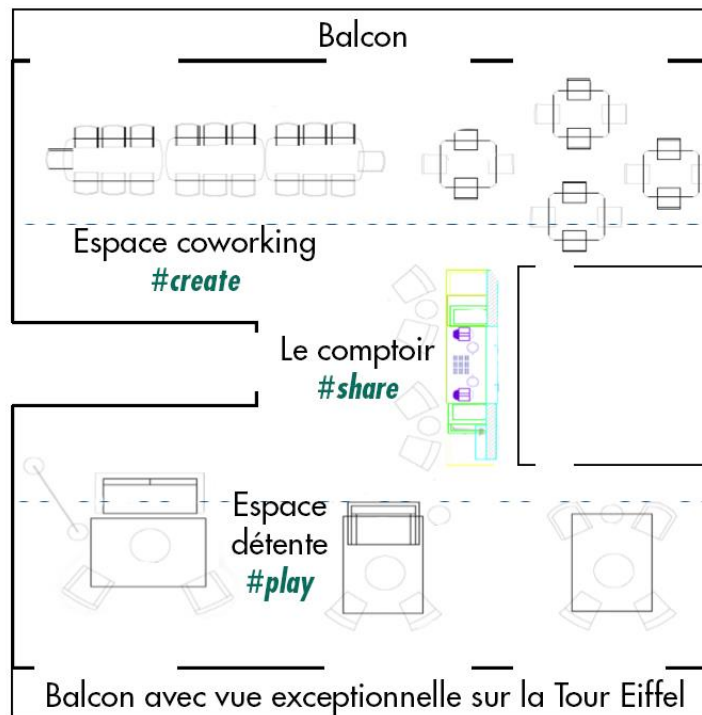 Balcon
Espace coworking
#create
Le comptoir
#share
Espace
détente
#play
Balcon avec vue exceptionnelle sur la Tour Eiffel